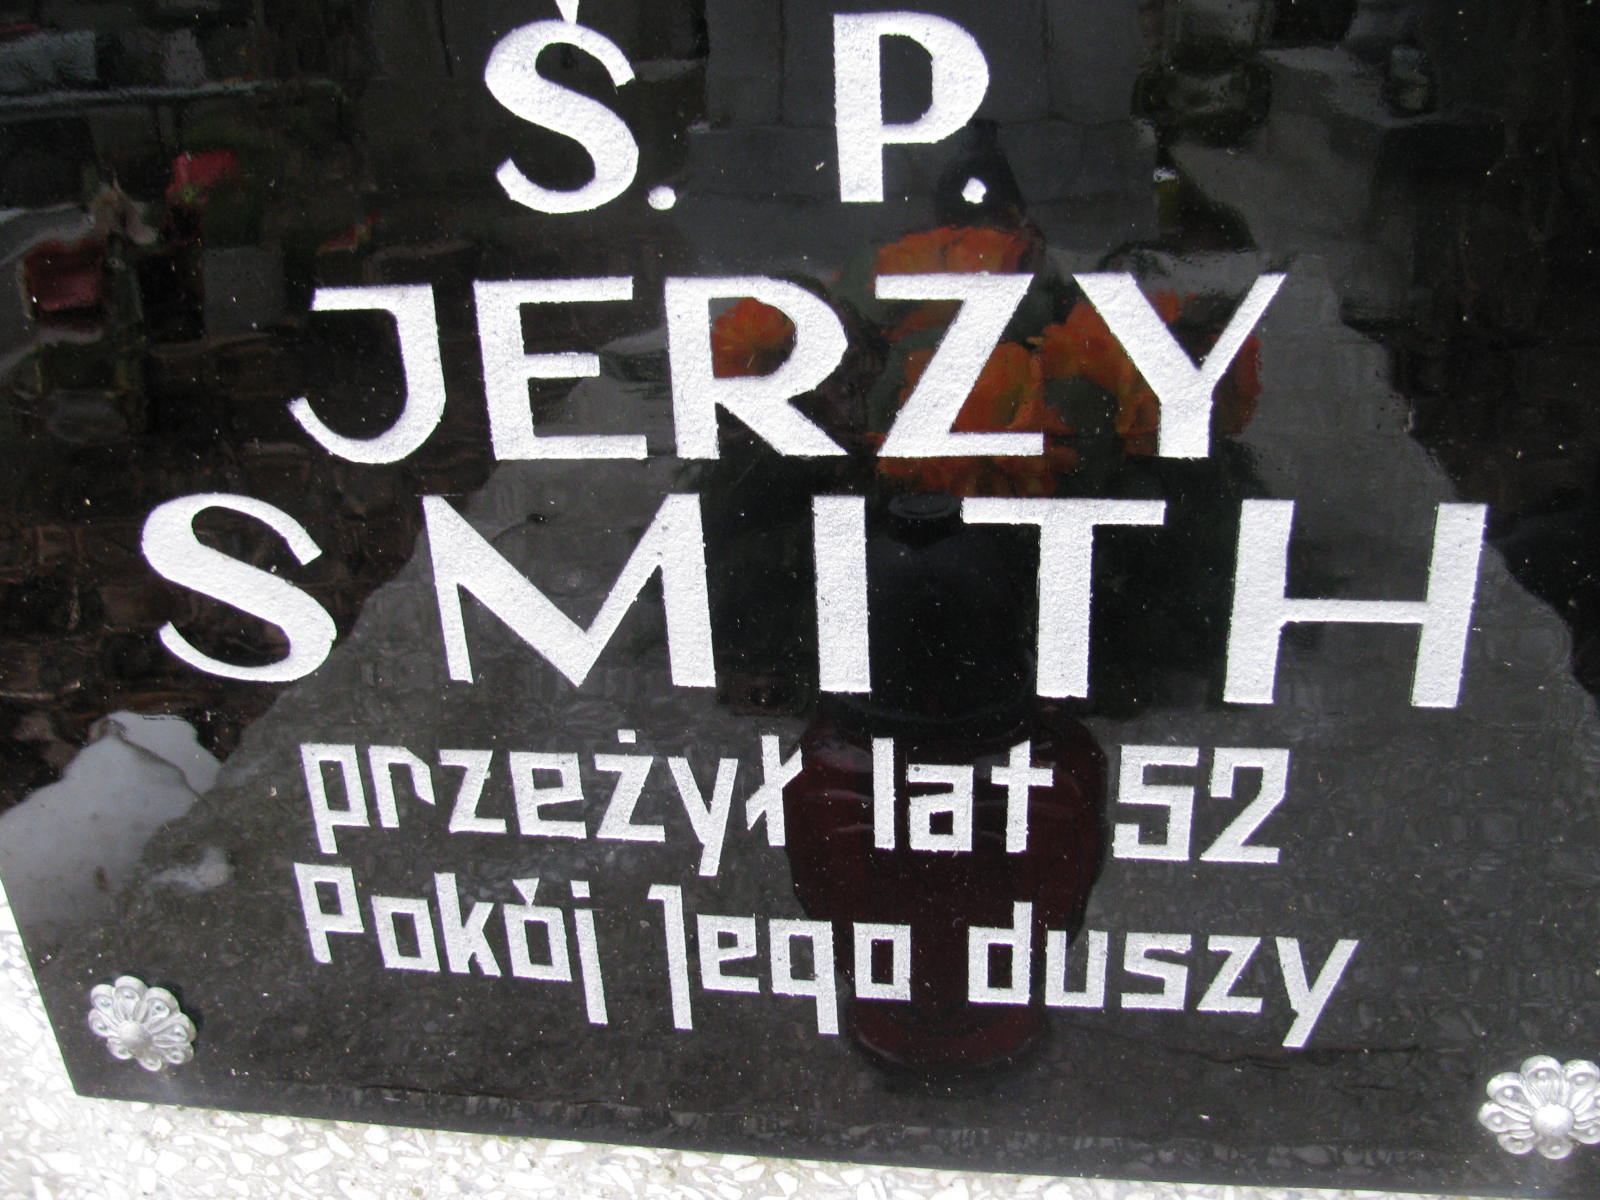 Ś. P.
JERZY
SMITH
przeżył lat 52
Pokój Jego duszy